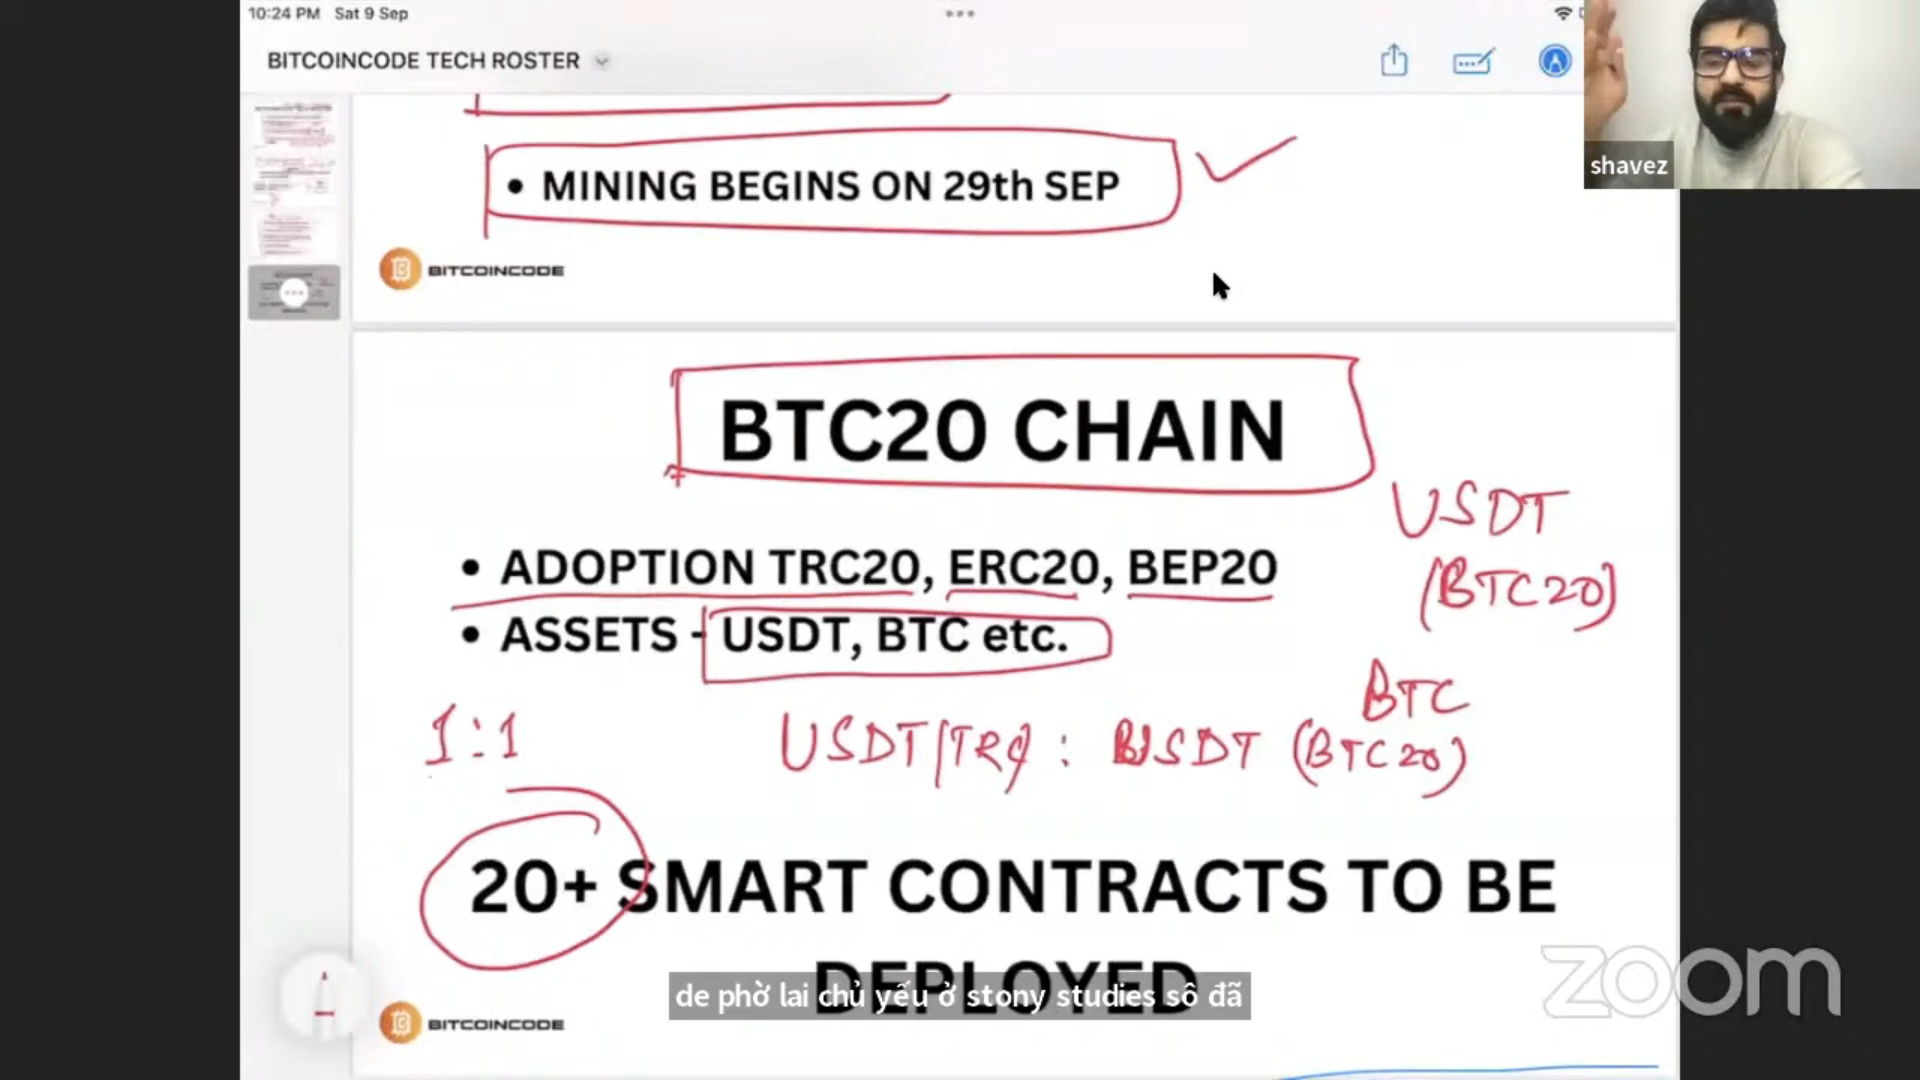 10:24 PM Sat 9 Sep
BITCOINCODE TECH ROSTER
shavez
• MINING BEGINS ON 29th SEP
BITCOINCODE
BTC20 CHAIN
USDT
(BTC20)
• ADOPTION TRC20, ERC20, BEP20
• ASSETS - USDT, BTC etc.
BTC
1:1
USDT : (BTC20)
20+ SMART CONTRACTS TO BE
DEPLOYED
de phờ lai chủ yếu ở stony studies sô đã
BITCOINCODE
zoom